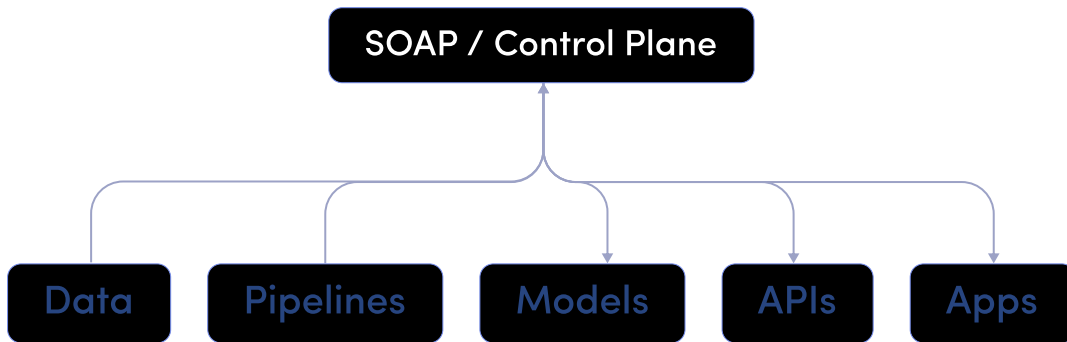 SOAP / Control Plane
Data
Pipelines
Models
APIs
Apps